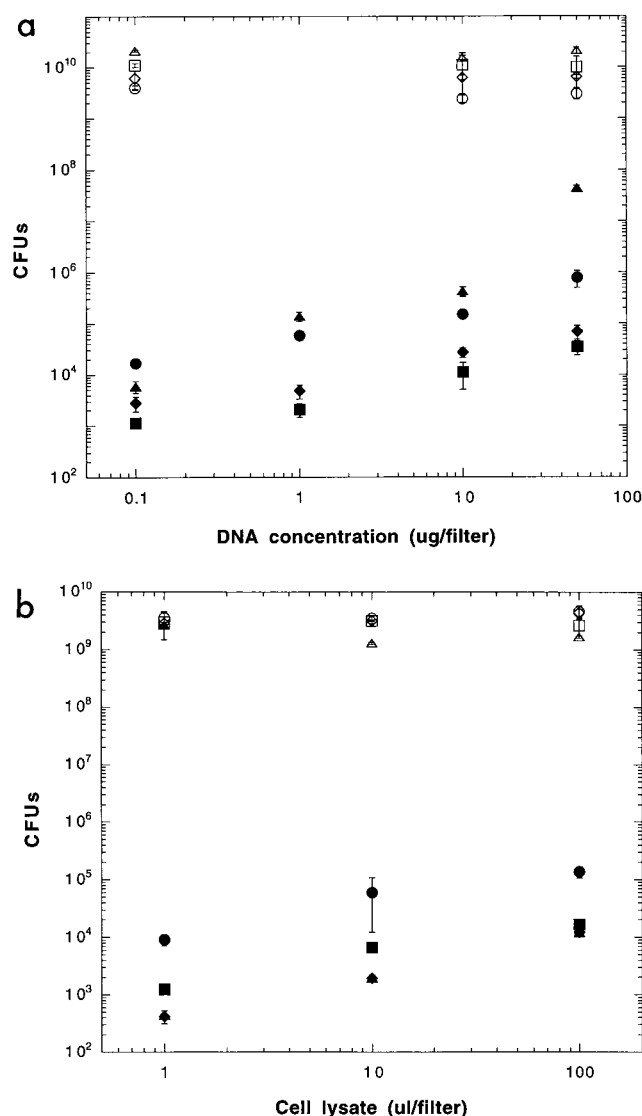 a
10^10
10^8
10^6
10^4
10^2
CFUs
0.1 1 10 100
DNA concentration (ug/filter)
b
10^10
10^9
10^8
10^7
10^6
10^5
10^4
10^3
10^2
CFUs
1 10 100
Cell lysate (ul/filter)